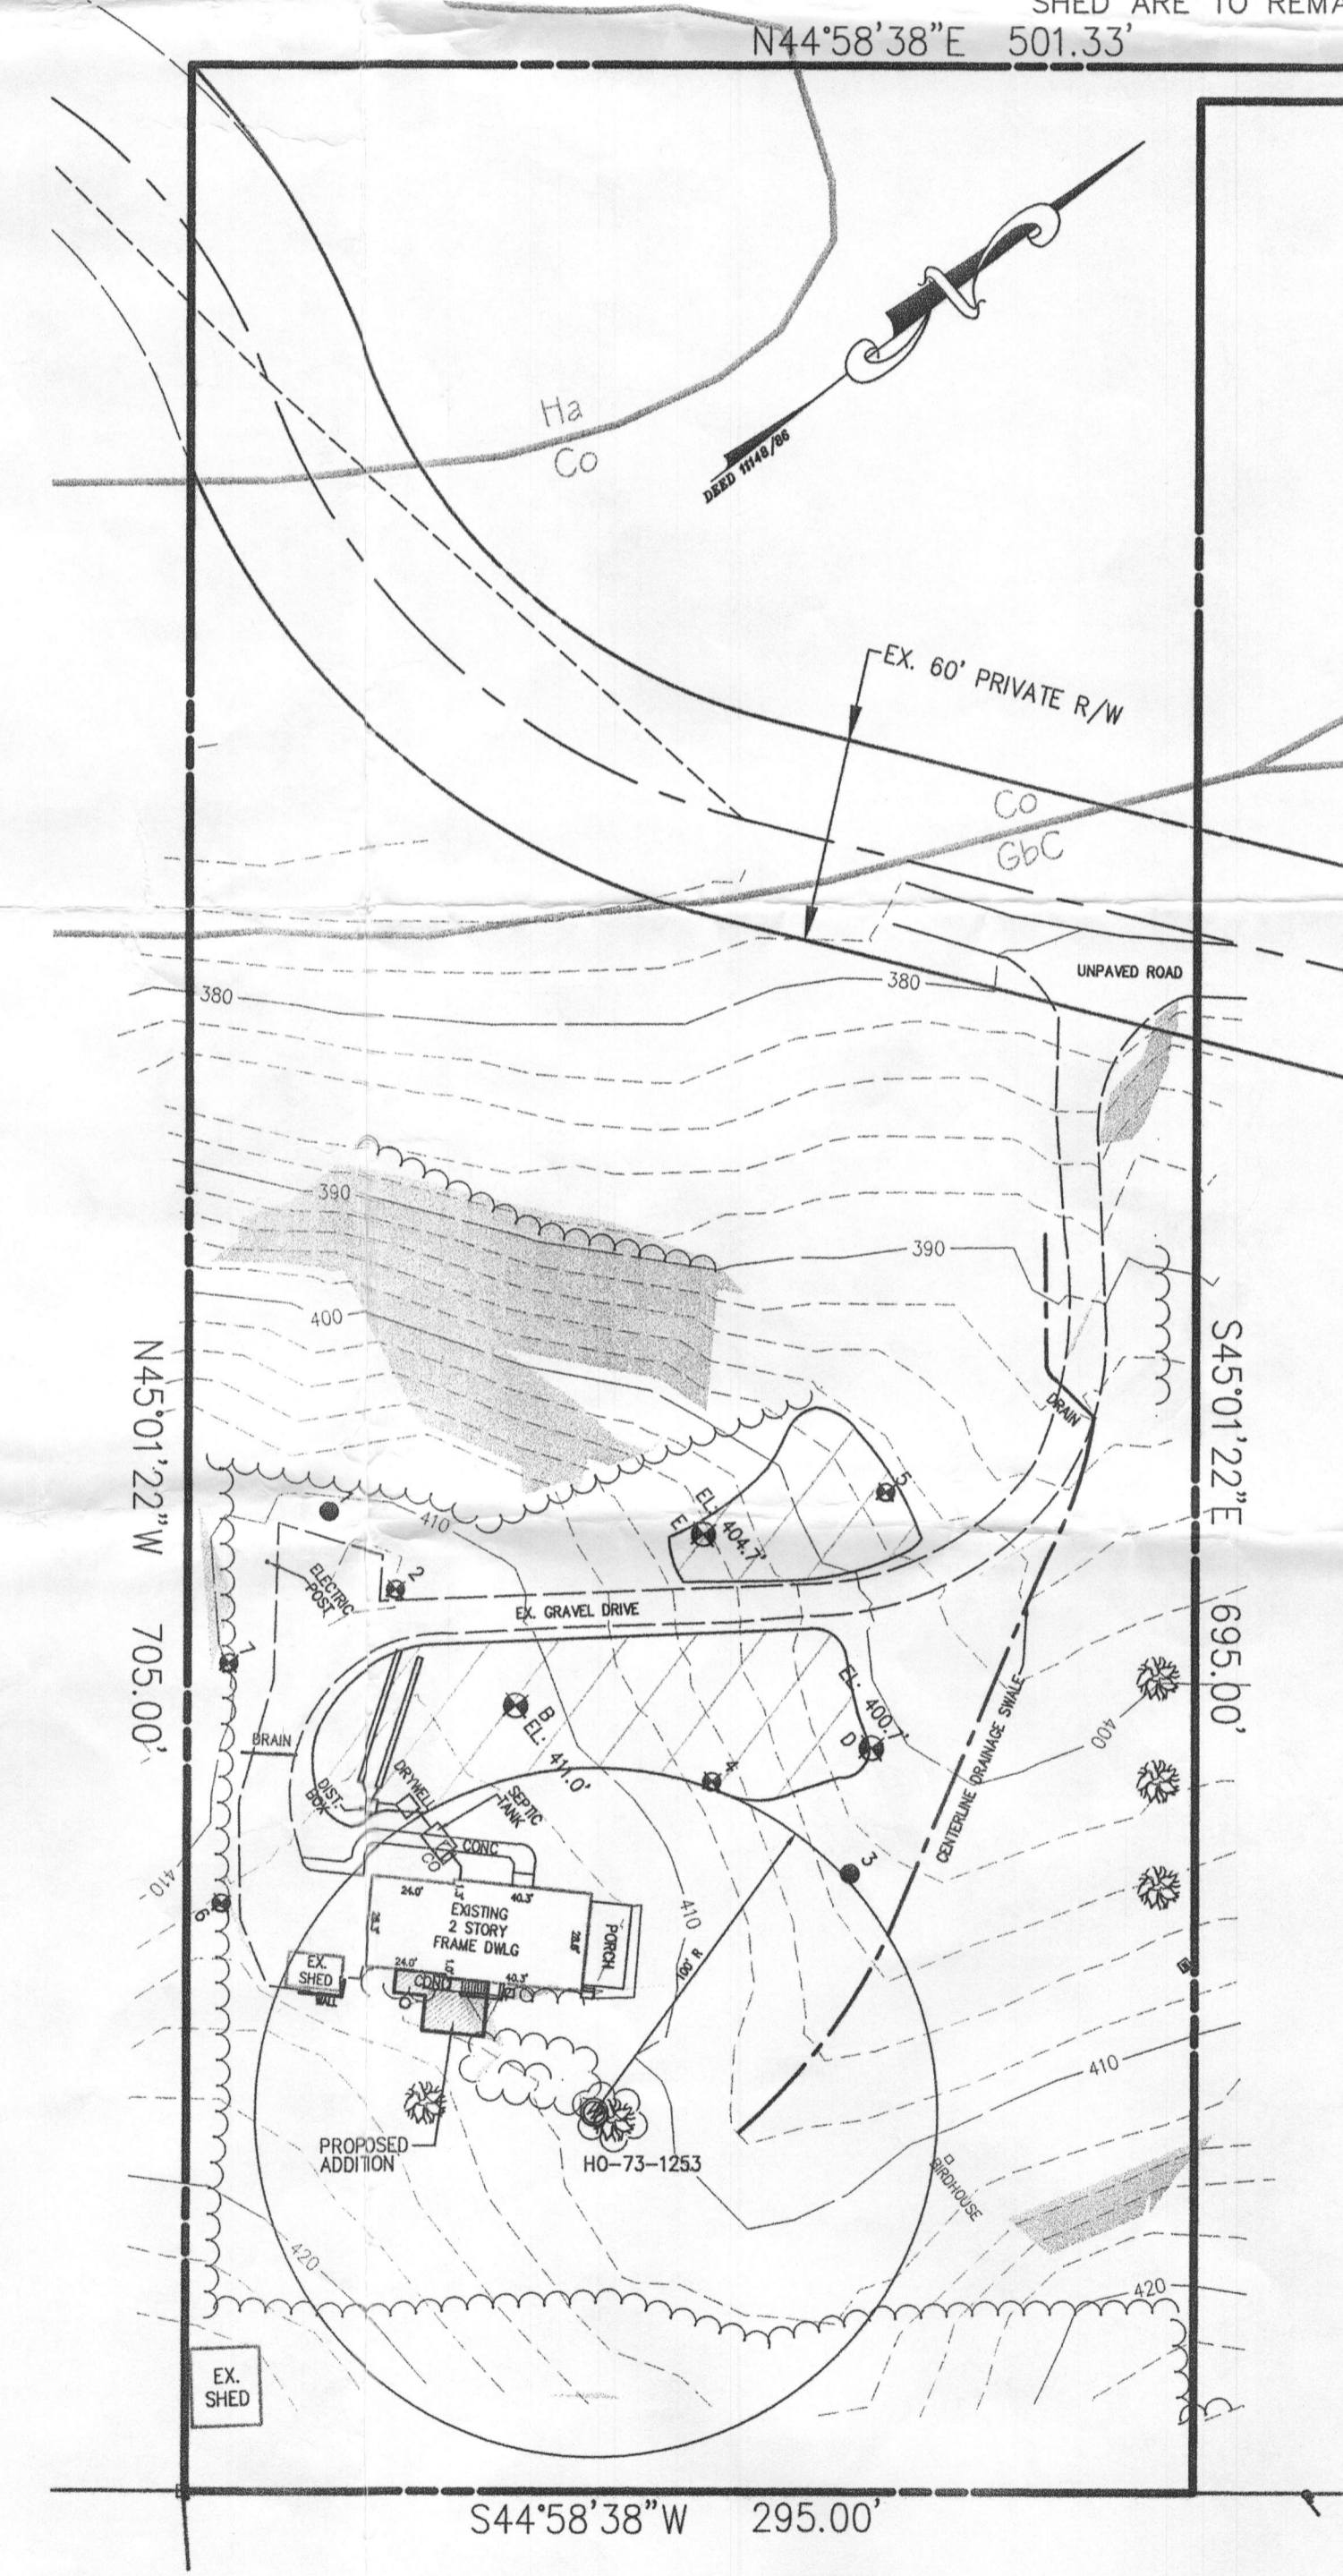 SHED ARE TO REMA
N44°58'38"E 501.33'
DEED 11148/86
Ha
Co
EX. 60' PRIVATE R/W
Co
GbC
UNPAVED ROAD
380
380
390
390
400
N45°01'22"W 705.00'
S45°01'22"E 695.00'
DRAIN
5
EL: 404.7'
E
410
2
ELECTRIC
POST
EX. GRAVEL DRIVE
B
EL: 411.0'
EL: 400.7'
D
400
DRAIN
4
DIST.
BOX
DRYWELL
SEPTIC
TANK
CENTERLINE DRAINAGE SWALE
CO
CONC
3
410
6
24.0'
40.3'
EXISTING
2 STORY
FRAME DWLG
PORCH
410
100' R
EX.
SHED
WALL
24.0'
40.3'
COND
410
PROPOSED
ADDITION
HO-73-1253
BIRDHOUSE
420
420
EX.
SHED
S44°58'38"W 295.00'